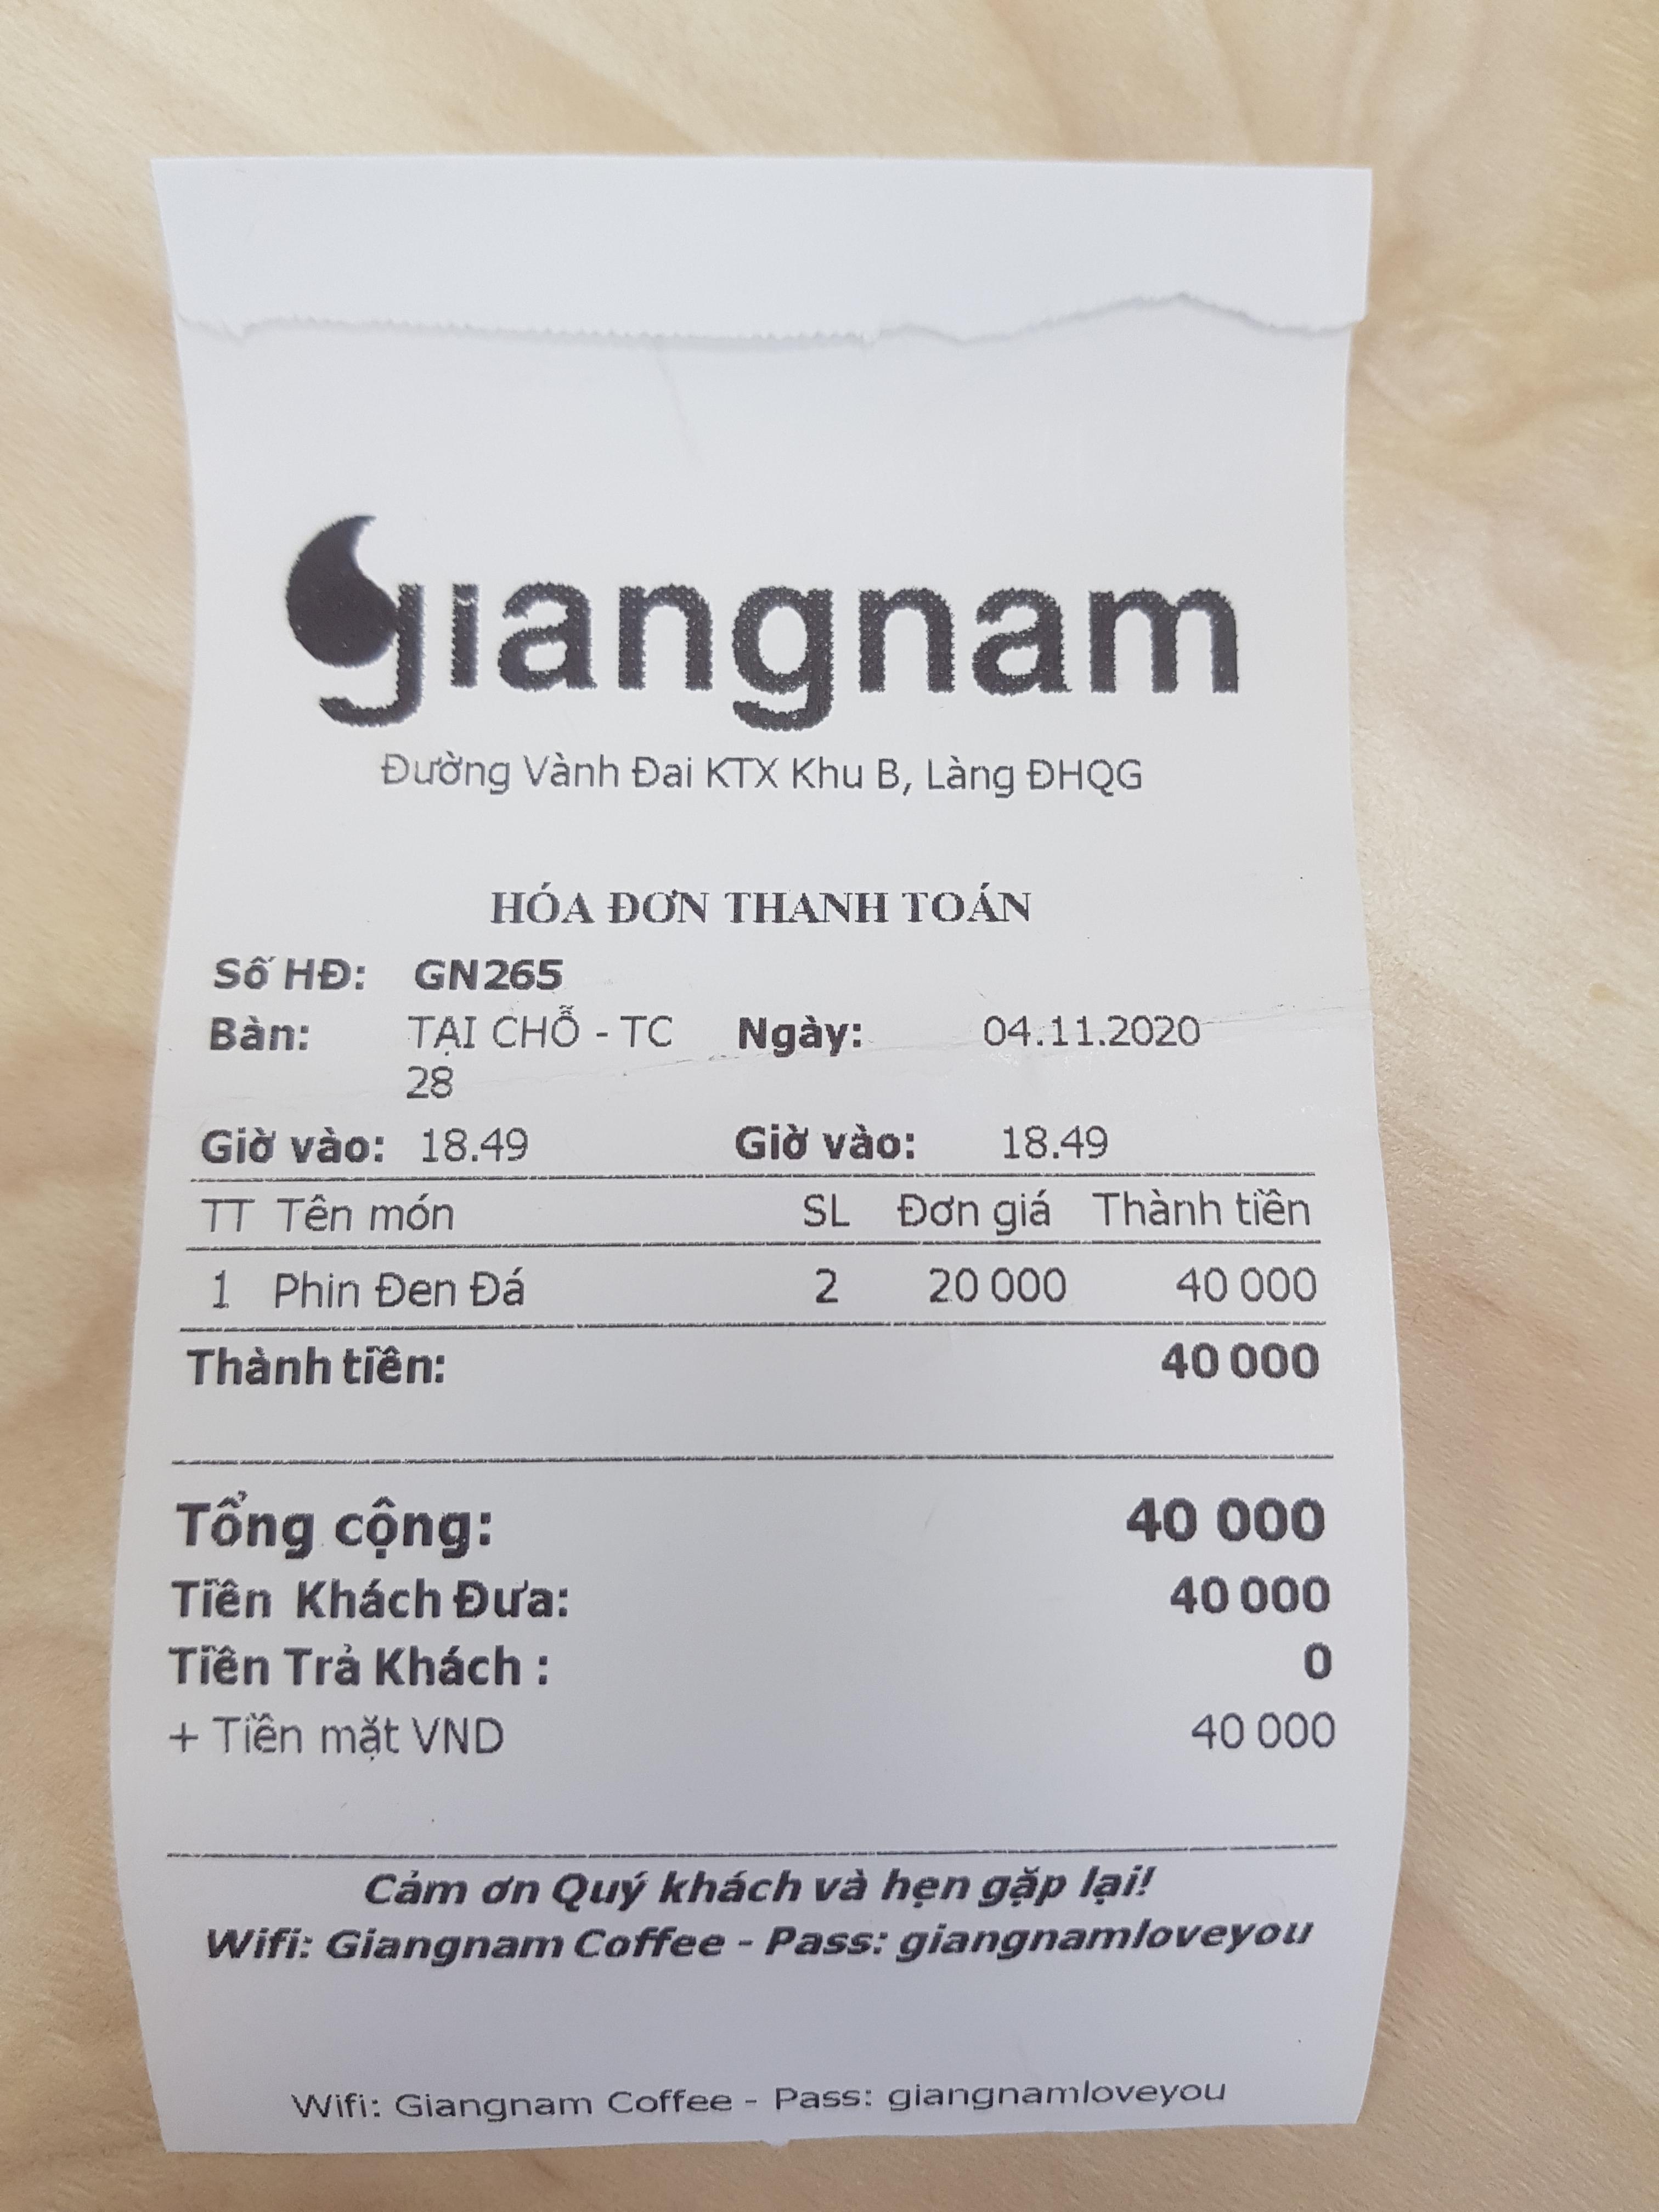 giangnam
Đường Vành Đai KTX Khu B, Làng ĐHQG
HÓA ĐƠN THANH TOÁN
Số HĐ: GN265
Bàn: TẠI CHỖ - TC Ngày: 04.11.2020
28
Giờ vào: 18.49 Giờ vào: 18.49
TT Tên món SL Đơn giá Thành tiền
1 Phin Đen Đá 2 20 000 40 000
Thành tiền: 40 000
Tổng cộng: 40 000
Tiền Khách Đưa: 40 000
Tiền Trả Khách : 0
+ Tiền mặt VND 40 000
Cảm ơn Quý khách và hẹn gặp lại!
Wifi: Giangnam Coffee - Pass: giangnamloveyou
Wifi: Giangnam Coffee - Pass: giangnamloveyou